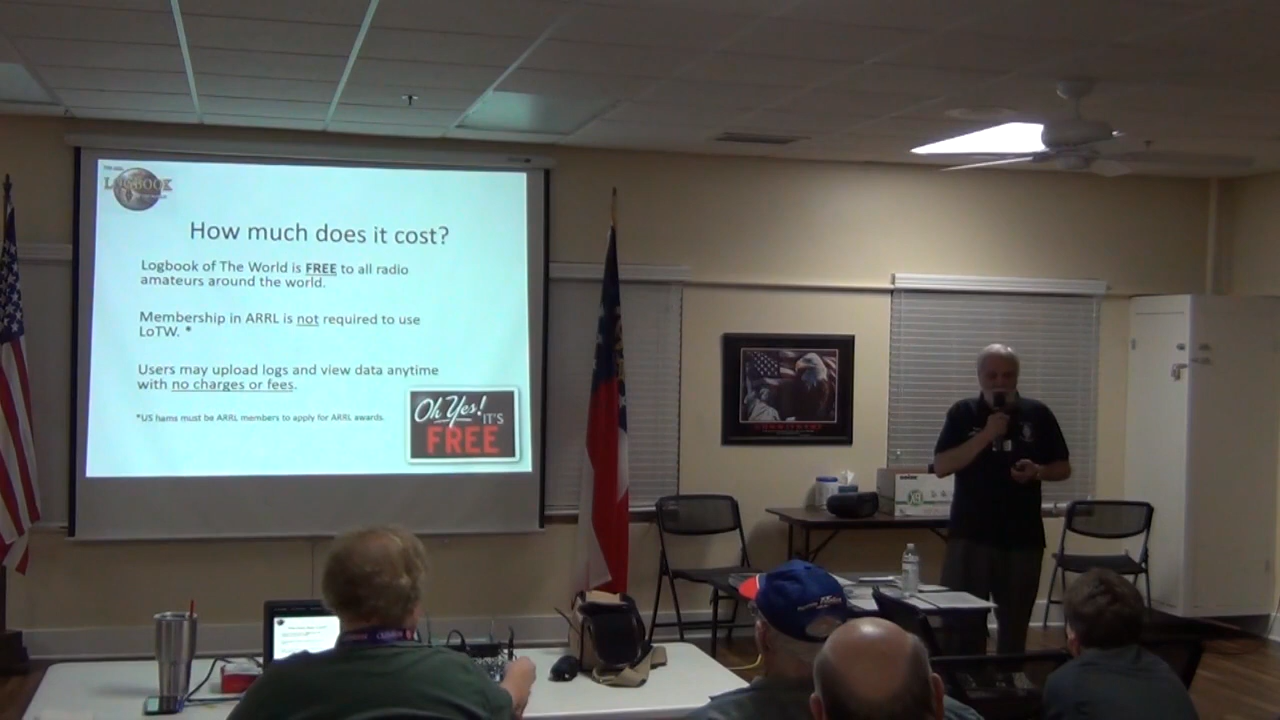 LOGBOOK
How much does it cost?
Logbook of The World is FREE to all radio
amateurs around the world.
Membership in ARRL is not required to use
LoTW. *
Users may upload logs and view data anytime
with no charges or fees.
*US hams must be ARRL members to apply for ARRL awards.
Oh Yes! IT'S
FREE